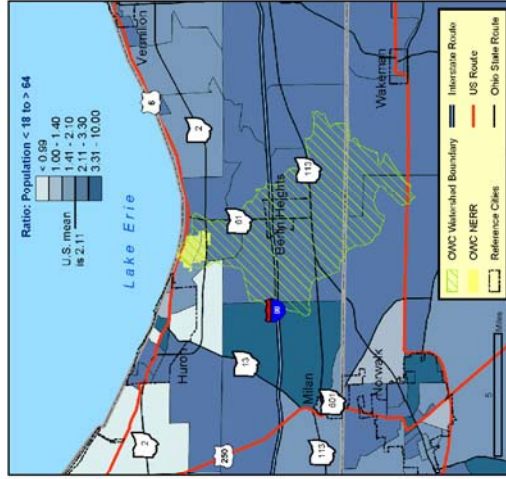 Ratio: Population < 18 to > 64
< 0.99
1.00 - 1.40
1.41 - 2.10
2.11 - 3.30
3.31 - 10.00
U.S. mean
is 2.11
Lake Erie
Vermilion
6
2
Huron
61
Berlin Heights
113
Wakeman
2
13
90
Milan
601
Norwalk
250
113
OWC Watershed Boundary
OWC NERR
Reference Cities
Interstate Route
US Route
Ohio State Route
5
Miles